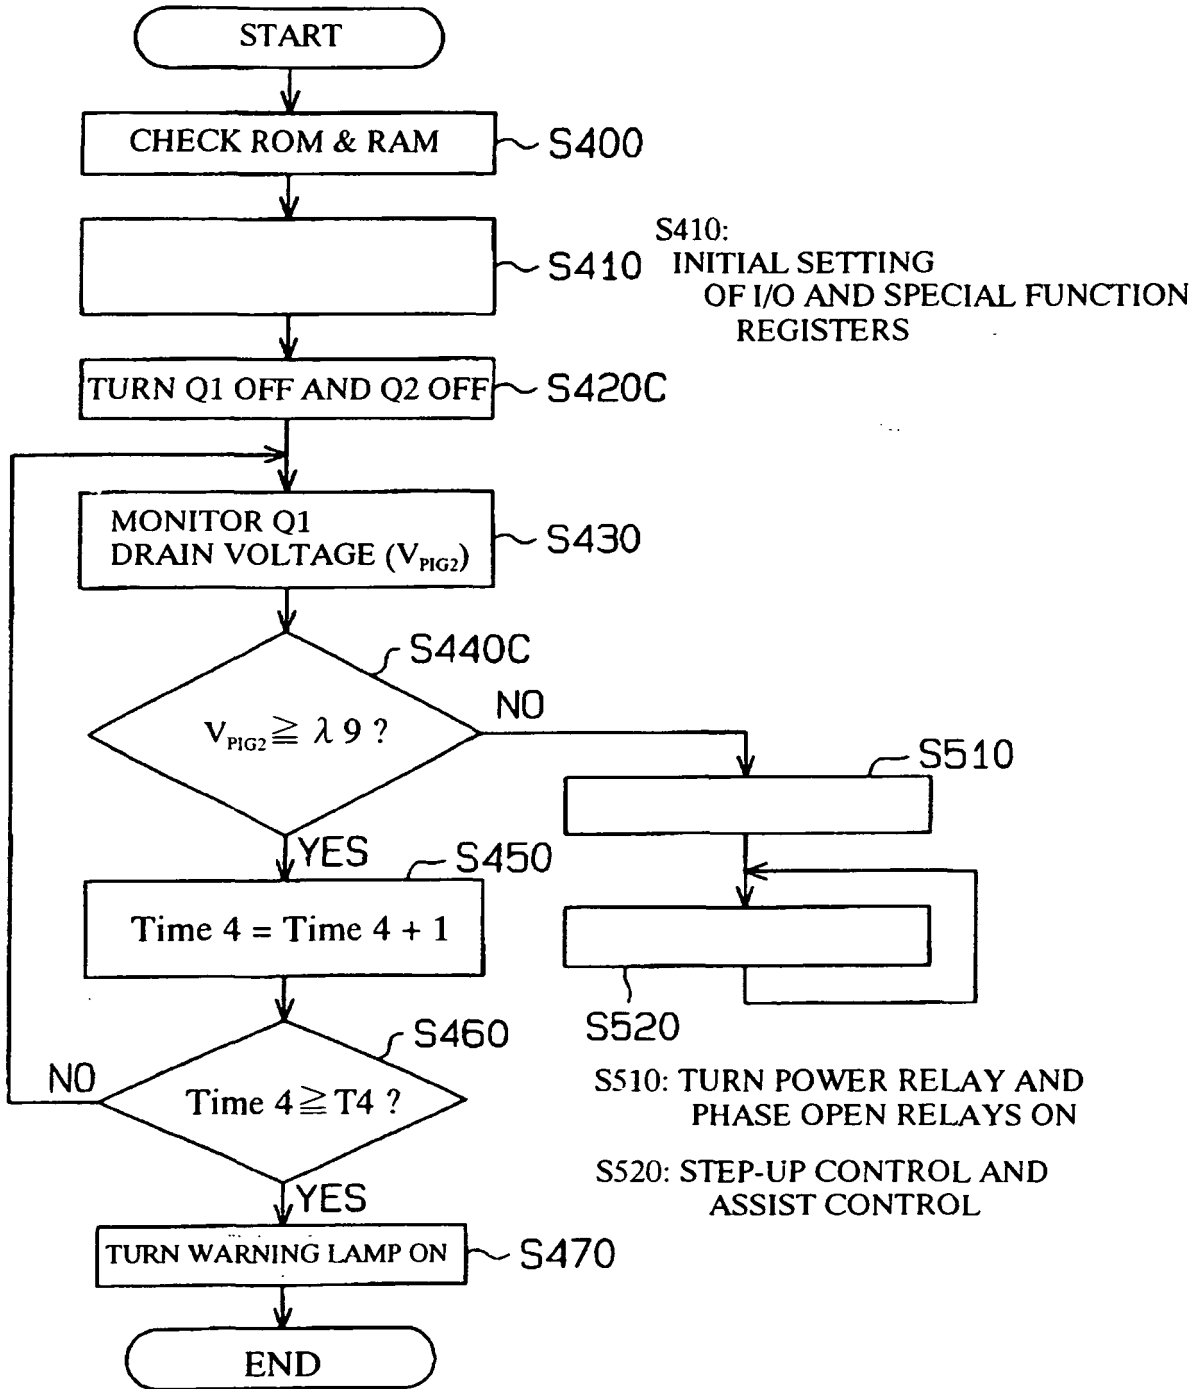 START
CHECK ROM & RAM
S400
S410
S410:
INITIAL SETTING
OF I/O AND SPECIAL FUNCTION
REGISTERS
TURN Q1 OFF AND Q2 OFF
S420C
MONITOR Q1
DRAIN VOLTAGE (VPIG2)
S430
S440C
VPIG2 ≧ λ 9 ?
NO
YES
S510
S450
Time 4 = Time 4 + 1
S520
S460
NO
Time 4 ≧ T4 ?
YES
S510: TURN POWER RELAY AND
PHASE OPEN RELAYS ON
S520: STEP-UP CONTROL AND
ASSIST CONTROL
TURN WARNING LAMP ON
S470
END